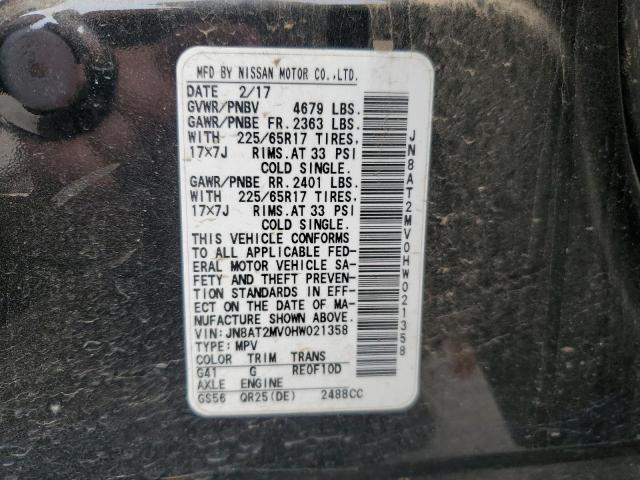 MFD BY NISSAN MOTOR CO.,LTD.
DATE 2/17
GVWR/PNBV 4679 LBS.
GAWR/PNBE FR.2363 LBS.
WITH 225/65R17 TIRES,
17x7J RIMS.AT 33 PSI
COLD SINGLE.
GAWR/PNBE RR.2401 LBS.
WITH 225/65R17 TIRES,
17x7J RIMS.AT 33 PSI
COLD SINGLE.
THIS VEHICLE CONFORMS
TO ALL APPLICABLE FED-
ERAL MOTOR VEHICLE SA-
FETY AND THEFT PREVEN-
TION STANDARDS IN EFF-
ECT ON THE DATE OF MA-
NUFACTURE SHOWN ABOVE.
VIN:JN8AT2MV0HW021358
TYPE:MPV
COLOR TRIM TRANS
G41 G RE0F10D
AXLE ENGINE
GS56 QR25(DE) 2488CC
JN8AT2MV0HW021358